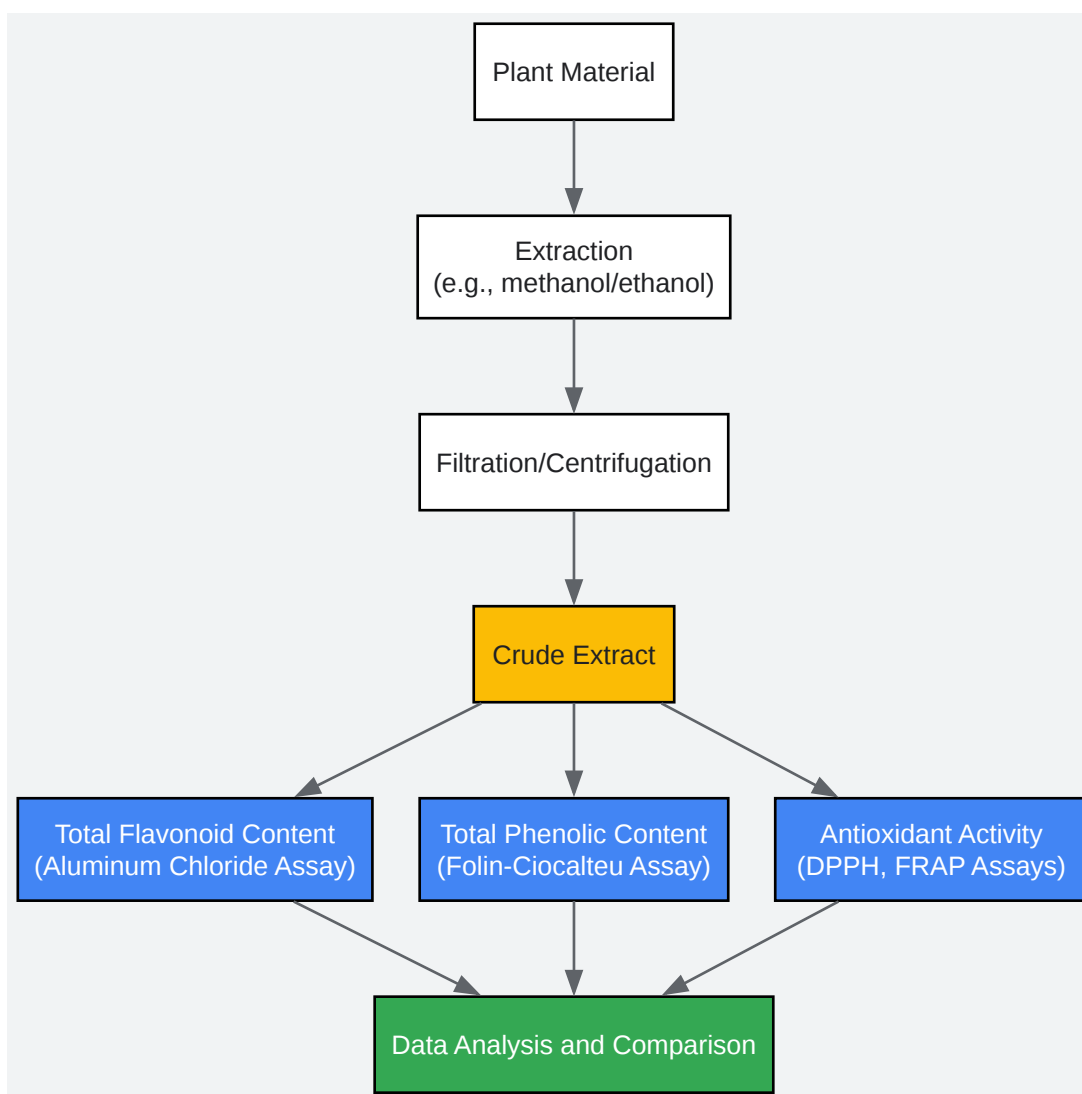 Plant Material
Extraction
(e.g., methanol/ethanol)
Filtration/Centrifugation
Crude Extract
Total Flavonoid Content
(Aluminum Chloride Assay)
Total Phenolic Content
(Folin-Ciocalteu Assay)
Antioxidant Activity
(DPPH, FRAP Assays)
Data Analysis and Comparison